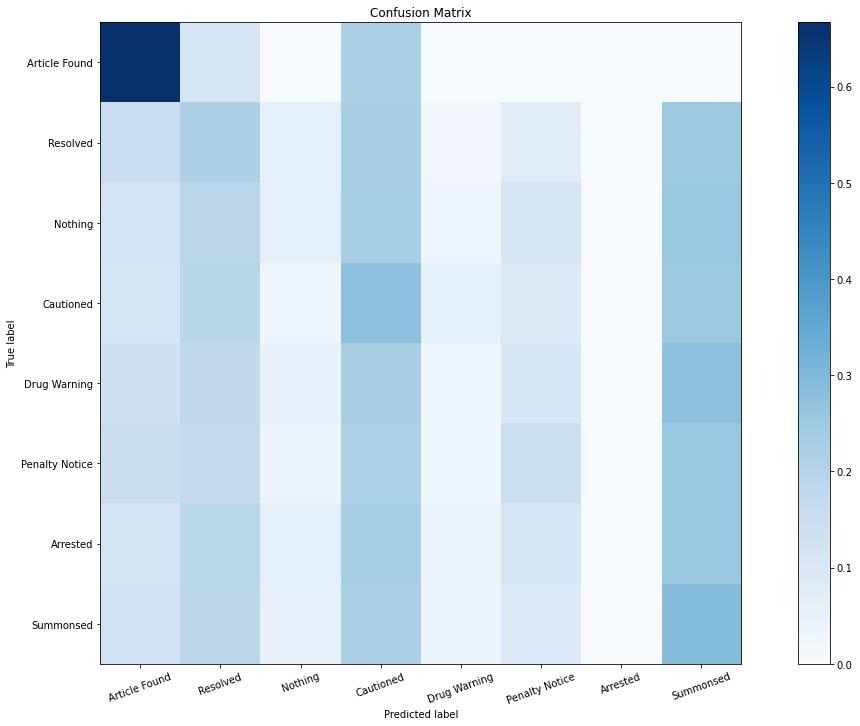 Confusion Matrix
Article Found
Resolved
Nothing
Cautioned
Drug Warning
Penalty Notice
Arrested
Summonsed
True label
Article Found
Resolved
Nothing
Cautioned
Drug Warning
Penalty Notice
Arrested
Summonsed
Predicted label
0.6
0.5
0.4
0.3
0.2
0.1
0.0